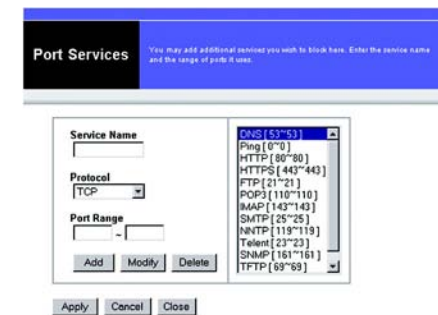 Port Services
You may add additional services you wish to block here. Enter the service name
and the range of ports it uses.
Service Name
Protocol
TCP
Port Range
~
Add Modify Delete
DNS [ 53~53 ]
Ping [ 0~0 ]
HTTP [ 80~80 ]
HTTPS [ 443~443 ]
FTP [ 21~21 ]
POP3 [ 110~110 ]
IMAP [ 143~143 ]
SMTP [ 25~25 ]
NNTP [ 119~119 ]
Telent [ 23~23 ]
SNMP [ 161~161 ]
TFTP [ 69~69 ]
Apply Cancel Close